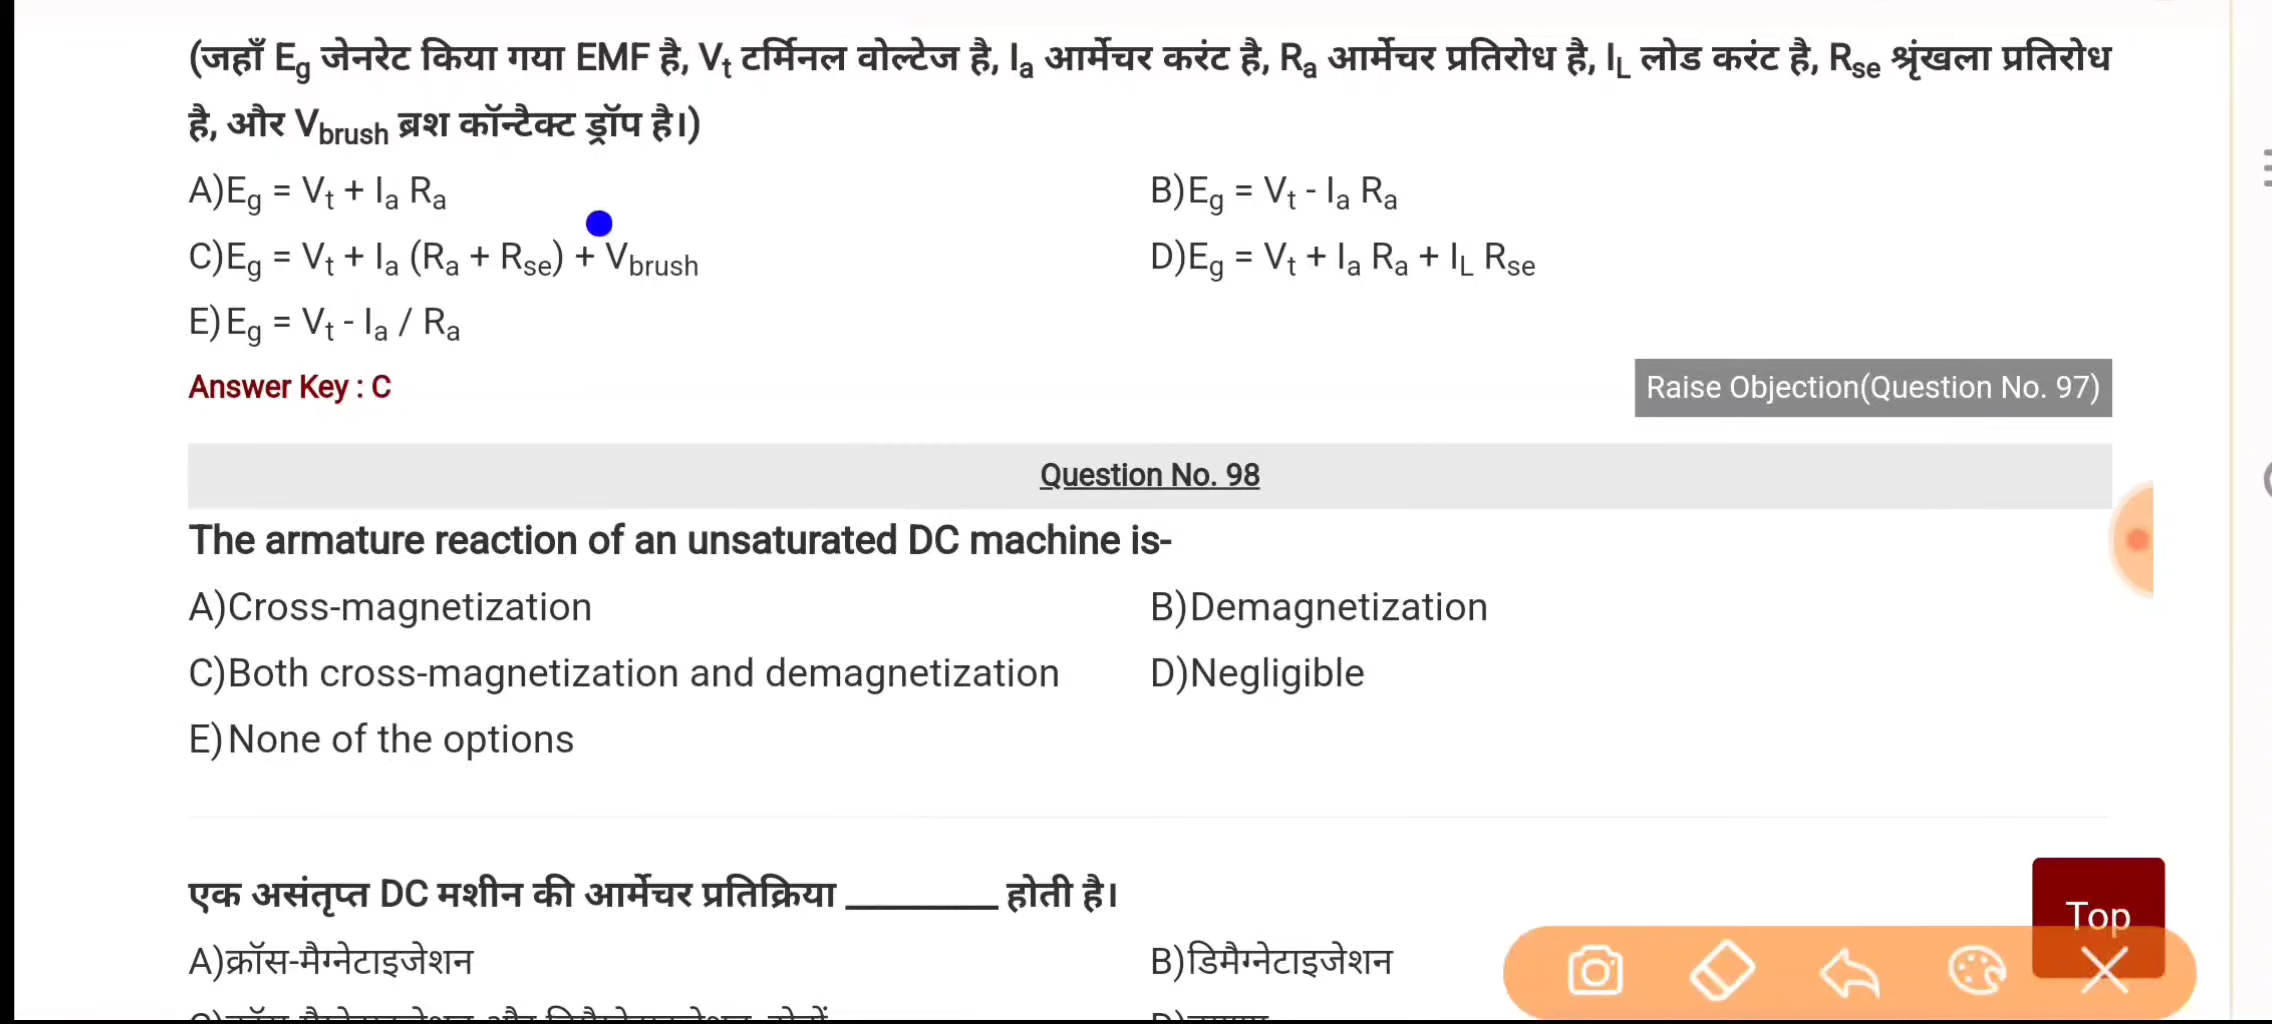 (जहाँ Eg जेनरेट किया गया EMF है, Vt टर्मिनल वोल्टेज है, Ia आर्मेचर करंट है, Ra आर्मेचर प्रतिरोध है, IL लोड करंट है, Rse श्रृंखला प्रतिरोध
है, और Vbrush ब्रश कॉन्टैक्ट ड्रॉप है।)
A)Eg = Vt + Ia Ra
B)Eg = Vt - Ia Ra
C)Eg = Vt + Ia (Ra + Rse) + Vbrush
D)Eg = Vt + Ia Ra + IL Rse
E)Eg = Vt - Ia / Ra
Answer Key : C
Raise Objection(Question No. 97)
Question No. 98
The armature reaction of an unsaturated DC machine is-
A)Cross-magnetization
B)Demagnetization
C)Both cross-magnetization and demagnetization
D)Negligible
E)None of the options
एक असंतृप्त DC मशीन की आर्मेचर प्रतिक्रिया ________ होती है।
A)क्रॉस-मैग्नेटाइजेशन
B)डिमैग्नेटाइजेशन
Top